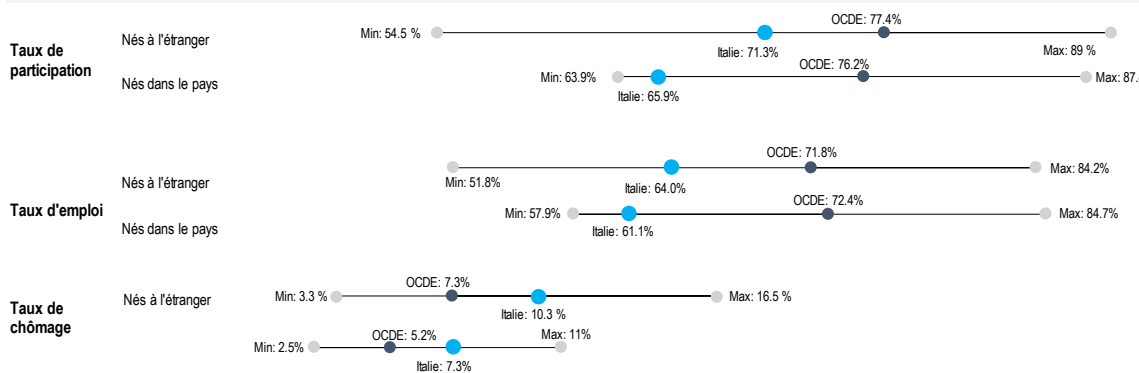 OCDE: 77.4%
Taux de participation
Nés à l'étranger
Min: 54.5 %
Italie: 71.3%
Max: 89 %
OCDE: 76.2%
Nés dans le pays
Min: 63.9%
Italie: 65.9%
Max: 87.
OCDE: 71.8%
Nés à l'étranger
Min: 51.8%
Italie: 64.0%
Max: 84.2%
Taux d'emploi
OCDE: 72.4%
Nés dans le pays
Min: 57.9%
Italie: 61.1%
Max: 84.7%
OCDE: 7.3%
Taux de
chômage
Nés à l'étranger
Min: 3.3 %
Italie: 10.3 %
Max: 16.5 %
OCDE: 5.2%
Max: 11%
Min: 2.5%
Italie: 7.3%